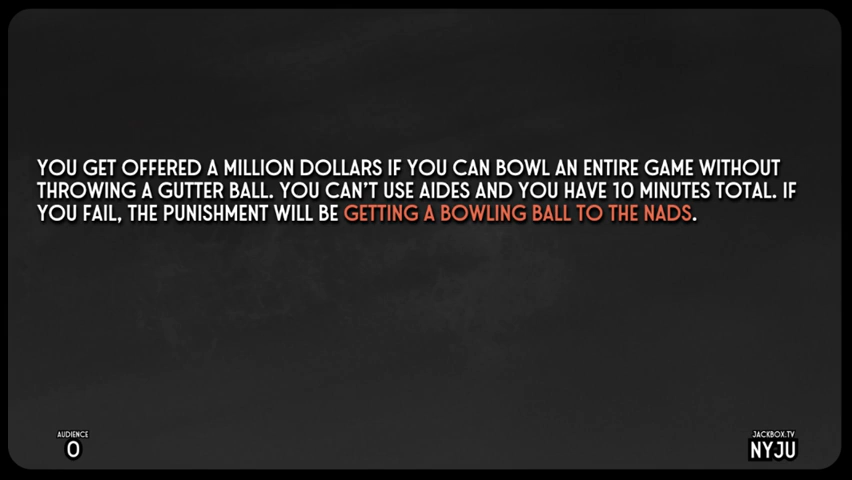 YOU GET OFFERED A MILLION DOLLARS IF YOU CAN BOWL AN ENTIRE GAME WITHOUT
THROWING A GUTTER BALL. YOU CAN'T USE AIDES AND YOU HAVE 10 MINUTES TOTAL. IF
YOU FAIL, THE PUNISHMENT WILL BE GETTING A BOWLING BALL TO THE NADS.
AUDIENCE
0
JACKBOX.TV
NYJU